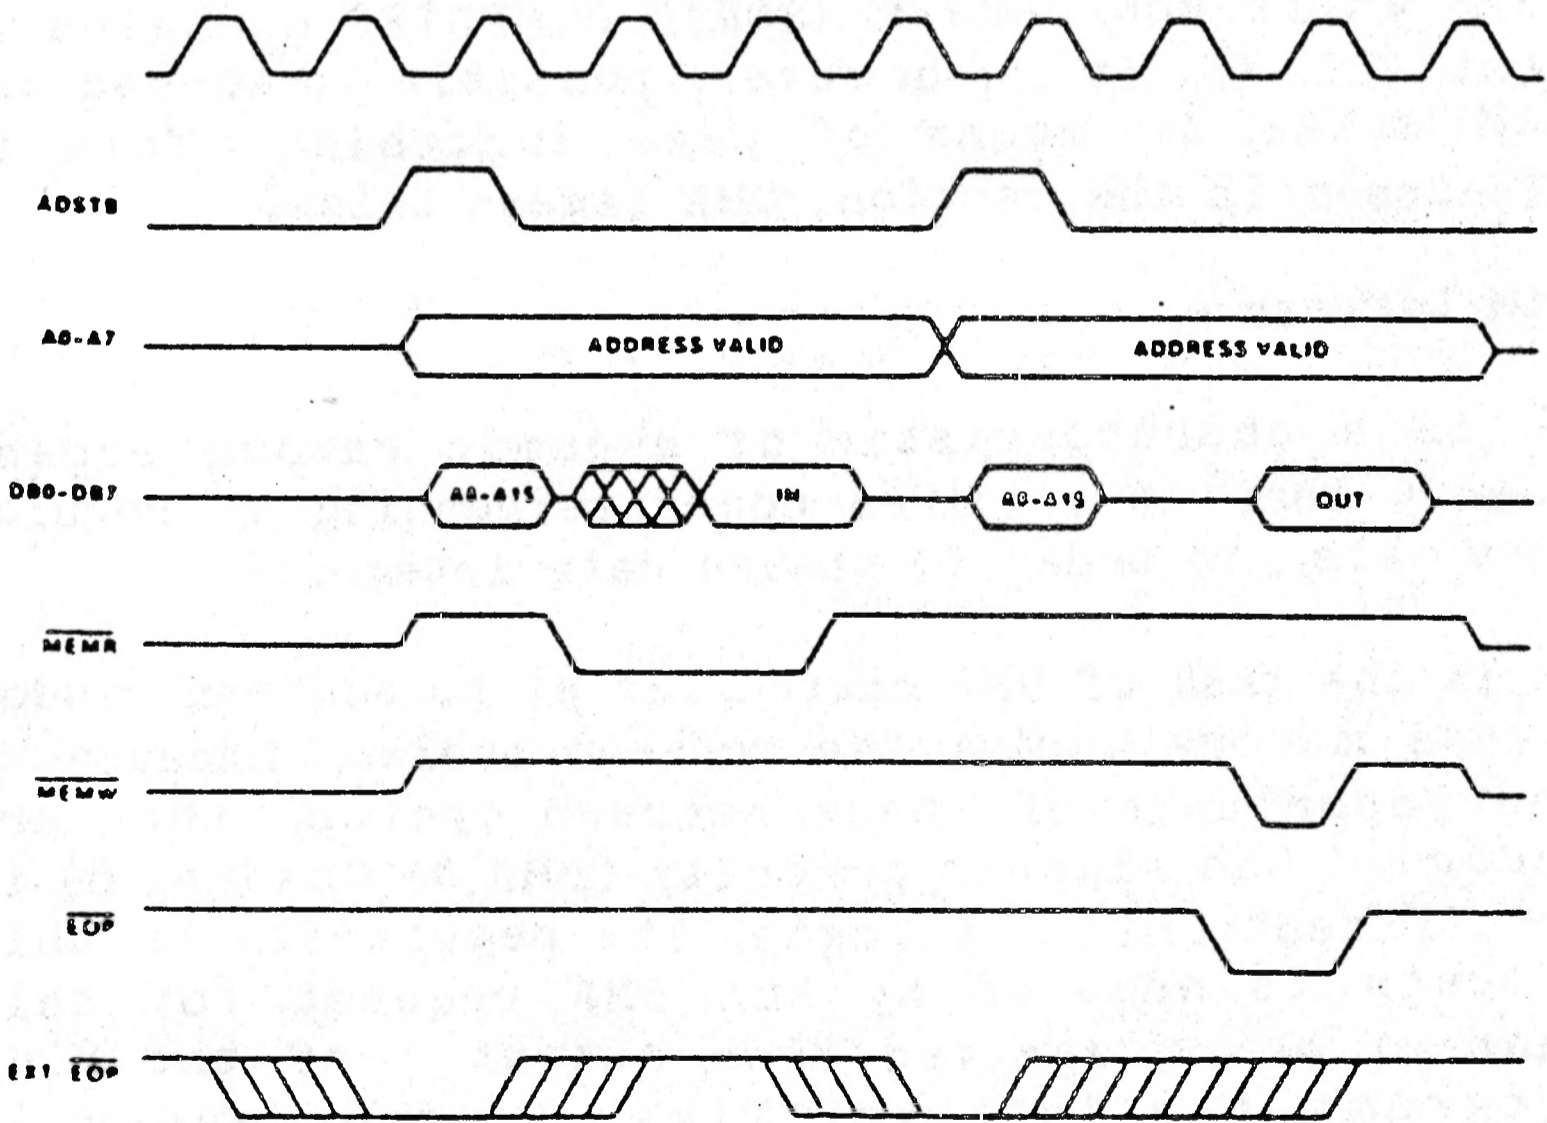 ADSTB
A0-A7 ADDRESS VALID ADDRESS VALID
DB0-DB7 A8-A15 IN A8-A15 OUT
MEMR
MEMW
EOP
EXT EOP